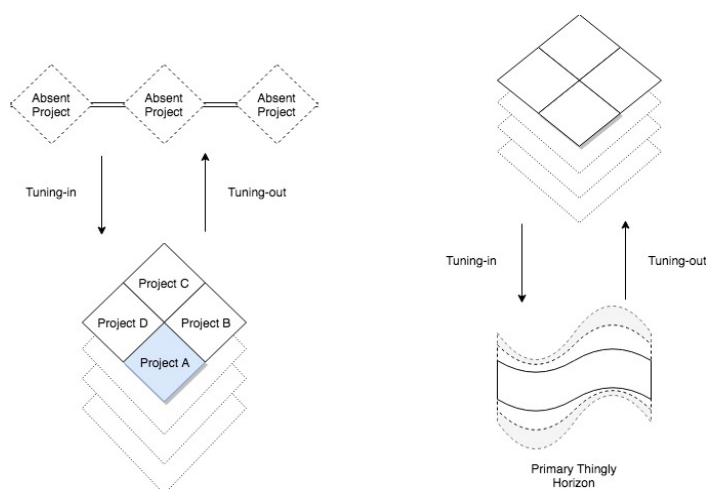 Absent
Project
Absent
Project
Absent
Project
Tuning-in
Tuning-out
Project C
Project D
Project B
Project A
Tuning-in
Tuning-out
Primary Thingly
Horizon